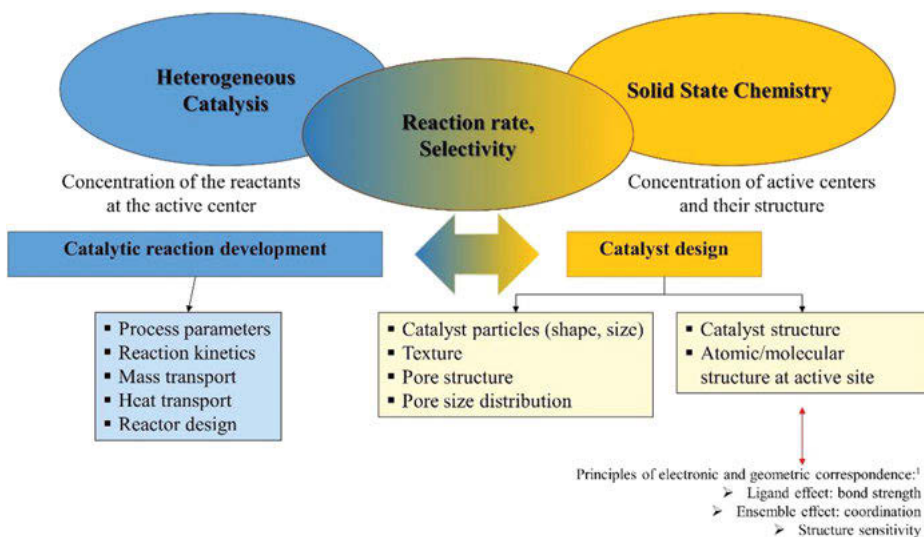 Heterogeneous
Catalysis
Reaction rate,
Selectivity
Solid State Chemistry
Concentration of the reactants
at the active center
Concentration of active centers
and their structure
Catalytic reaction development
Catalyst design
▪ Process parameters
▪ Reaction kinetics
▪ Mass transport
▪ Heat transport
▪ Reactor design
▪ Catalyst particles (shape, size)
▪ Texture
▪ Pore structure
▪ Pore size distribution
▪ Catalyst structure
▪ Atomic/molecular
structure at active site
Principles of electronic and geometric correspondence:¹
➢ Ligand effect: bond strength
➢ Ensemble effect: coordination
➢ Structure sensitivity